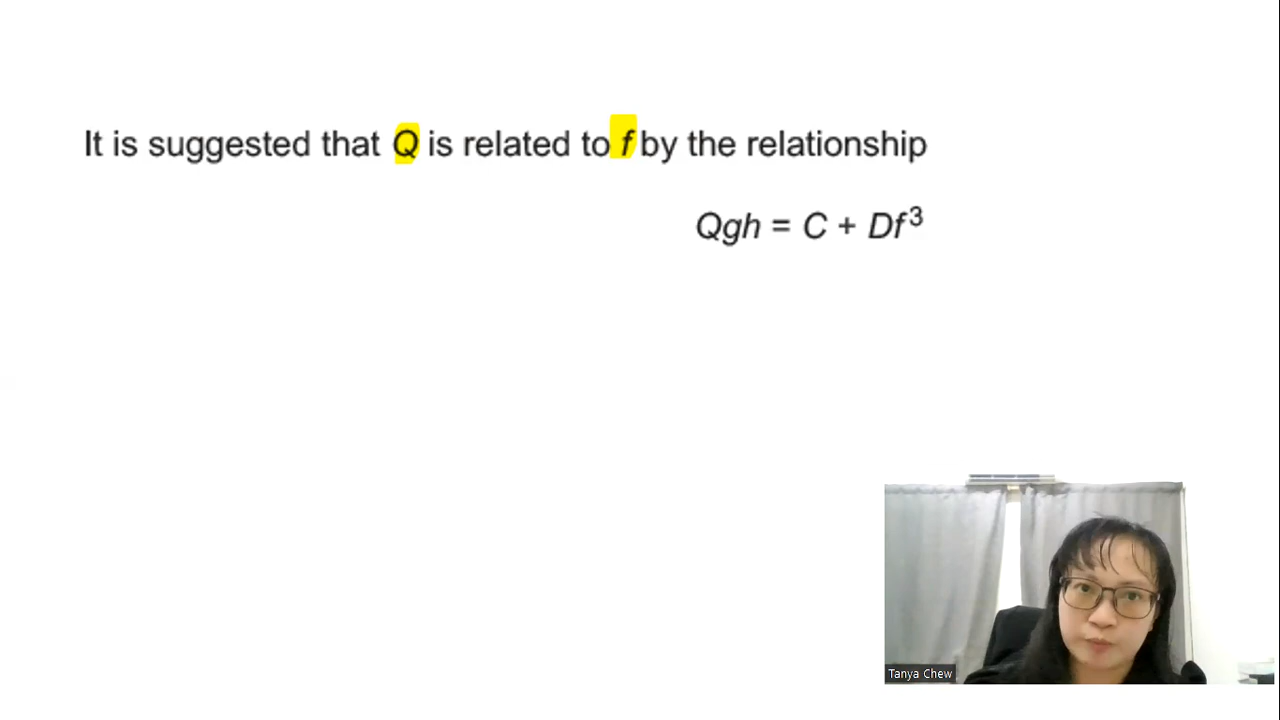 It is suggested that Q is related to f by the relationship
Qgh = C + Df³
Tanya Chew